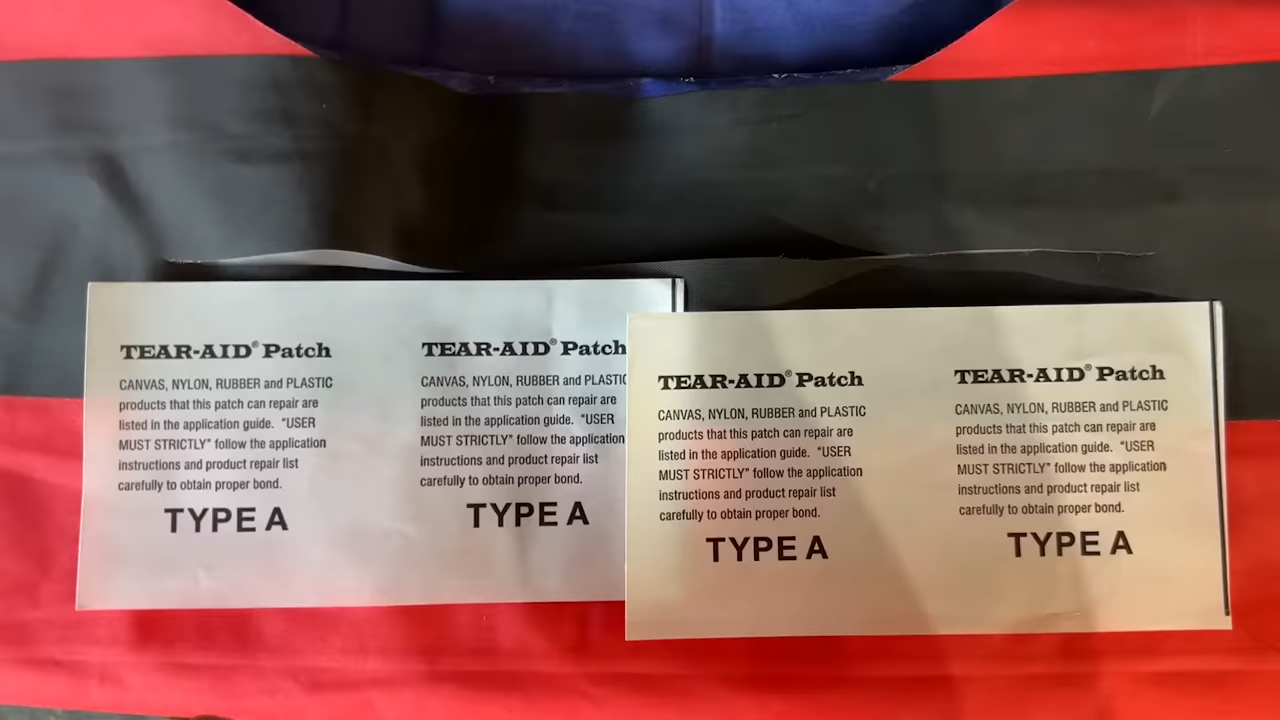 TEAR-AID® Patch
CANVAS, NYLON, RUBBER and PLASTIC
products that this patch can repair are
listed in the application guide. “USER
MUST STRICTLY” follow the application
instructions and product repair list
carefully to obtain proper bond.
TYPE A
TEAR-AID® Patch
CANVAS, NYLON, RUBBER and PLASTIC
products that this patch can repair are
listed in the application guide. “USER
MUST STRICTLY” follow the application
instructions and product repair list
carefully to obtain proper bond.
TYPE A
TEAR-AID® Patch
CANVAS, NYLON, RUBBER and PLASTIC
products that this patch can repair are
listed in the application guide. “USER
MUST STRICTLY” follow the application
instructions and product repair list
carefully to obtain proper bond.
TYPE A
TEAR-AID® Patch
CANVAS, NYLON, RUBBER and PLASTIC
products that this patch can repair are
listed in the application guide. “USER
MUST STRICTLY” follow the application
instructions and product repair list
carefully to obtain proper bond.
TYPE A